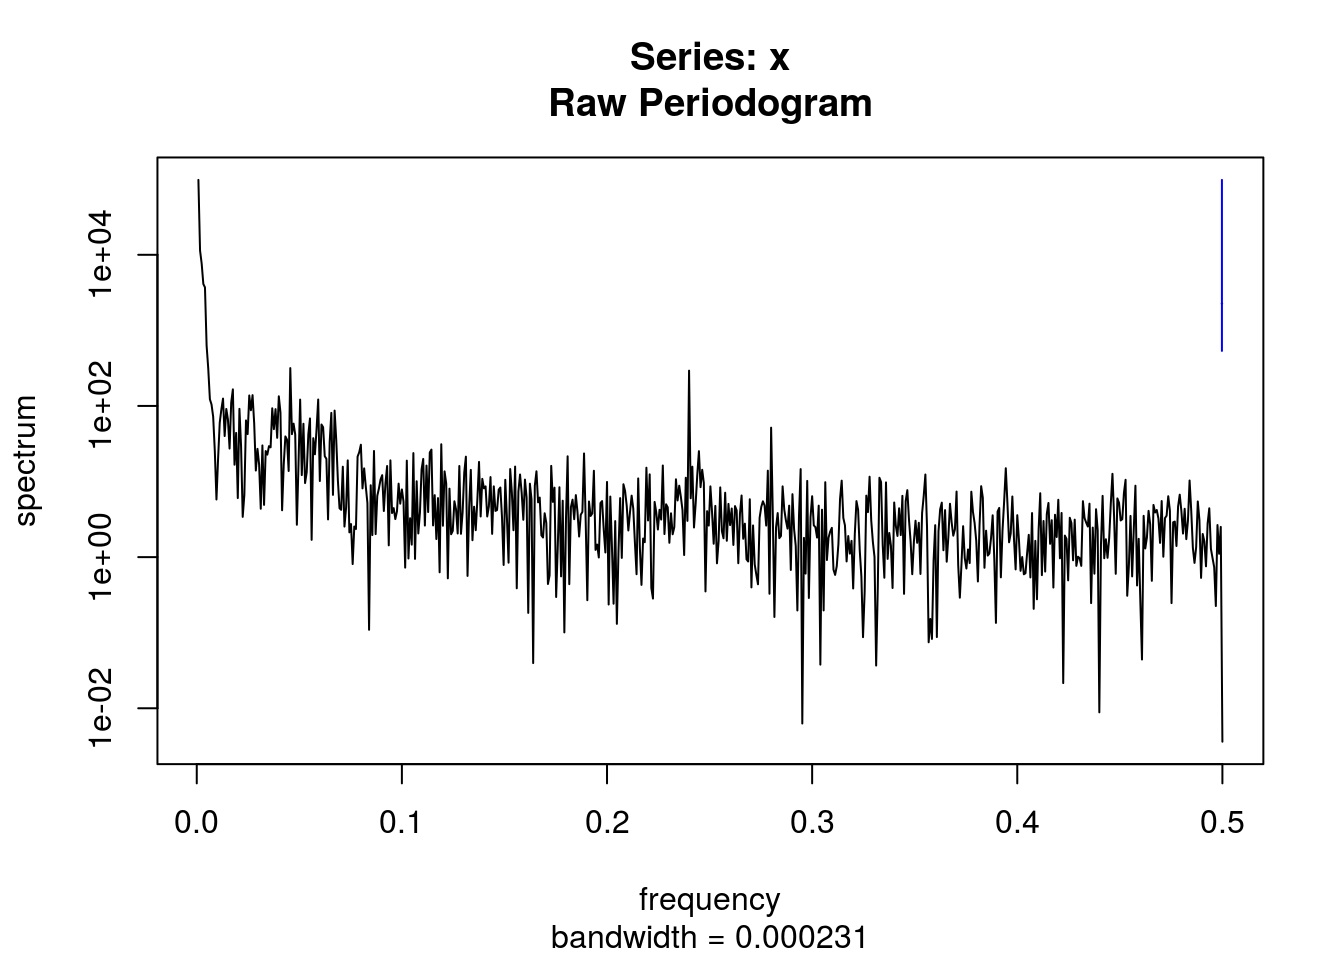 Series: x
Raw Periodogram
spectrum
1e+04
1e+02
1e+00
1e-02
0.0 0.1 0.2 0.3 0.4 0.5
frequency
bandwidth = 0.000231